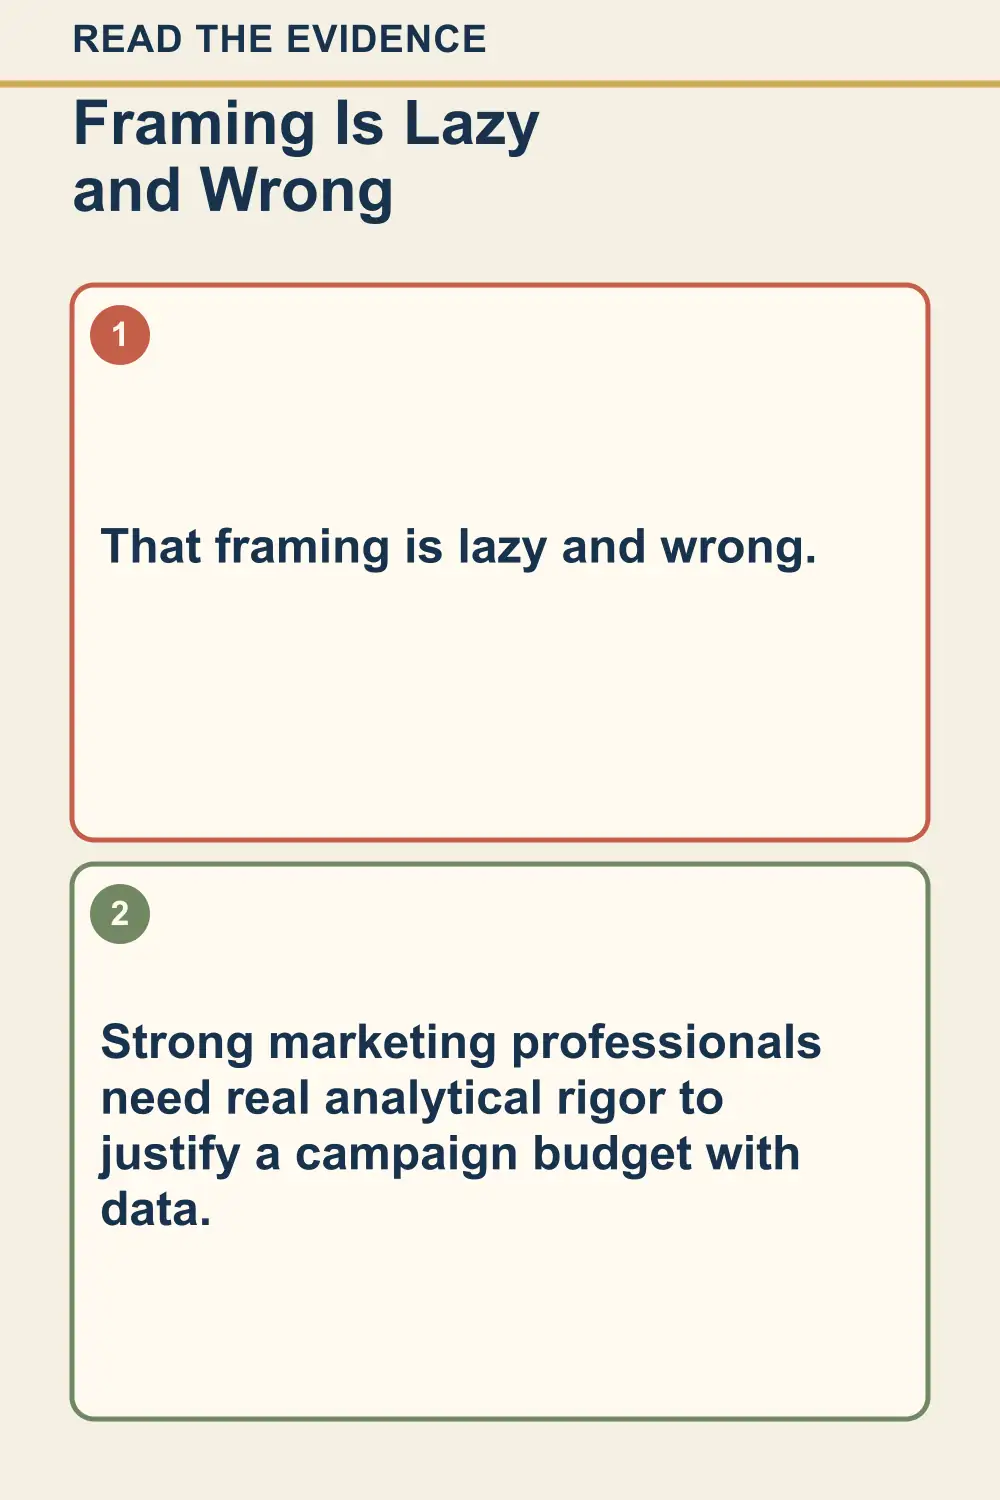 READ THE EVIDENCE
Framing Is Lazy
and Wrong
1
That framing is lazy and wrong.
2
Strong marketing professionals
need real analytical rigor to
justify a campaign budget with
data.